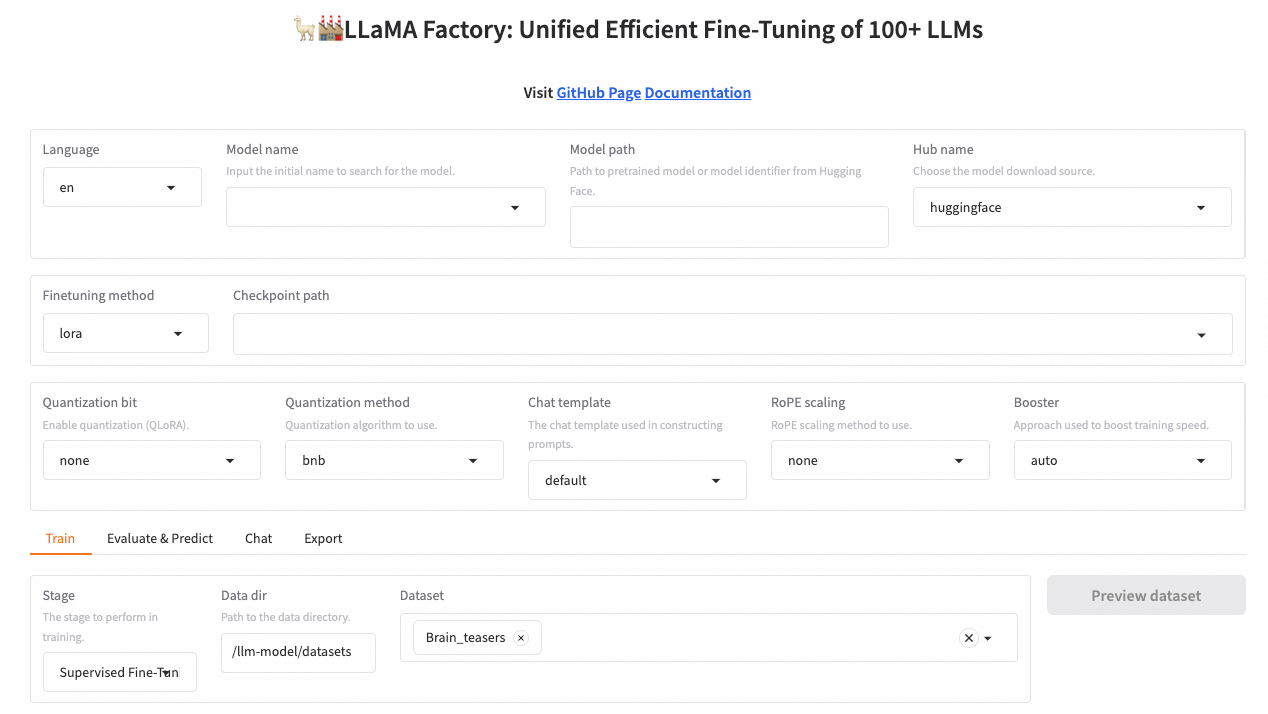 🦙🏭LLaMA Factory: Unified Efficient Fine-Tuning of 100+ LLMs
Visit GitHub Page Documentation
Language
en
Model name
Input the initial name to search for the model.
Model path
Path to pretrained model or model identifier from Hugging
Face.
Hub name
Choose the model download source.
huggingface
Finetuning method
lora
Checkpoint path
Quantization bit
Enable quantization (QLoRA).
none
Quantization method
Quantization algorithm to use.
bnb
Chat template
The chat template used in constructing
prompts.
default
RoPE scaling
RoPE scaling method to use.
none
Booster
Approach used to boost training speed.
auto
Train Evaluate & Predict Chat Export
Stage
The stage to perform in
training.
Supervised Fine-Tuni
Data dir
Path to the data directory.
/llm-model/datasets
Dataset
Brain_teasers
Preview dataset